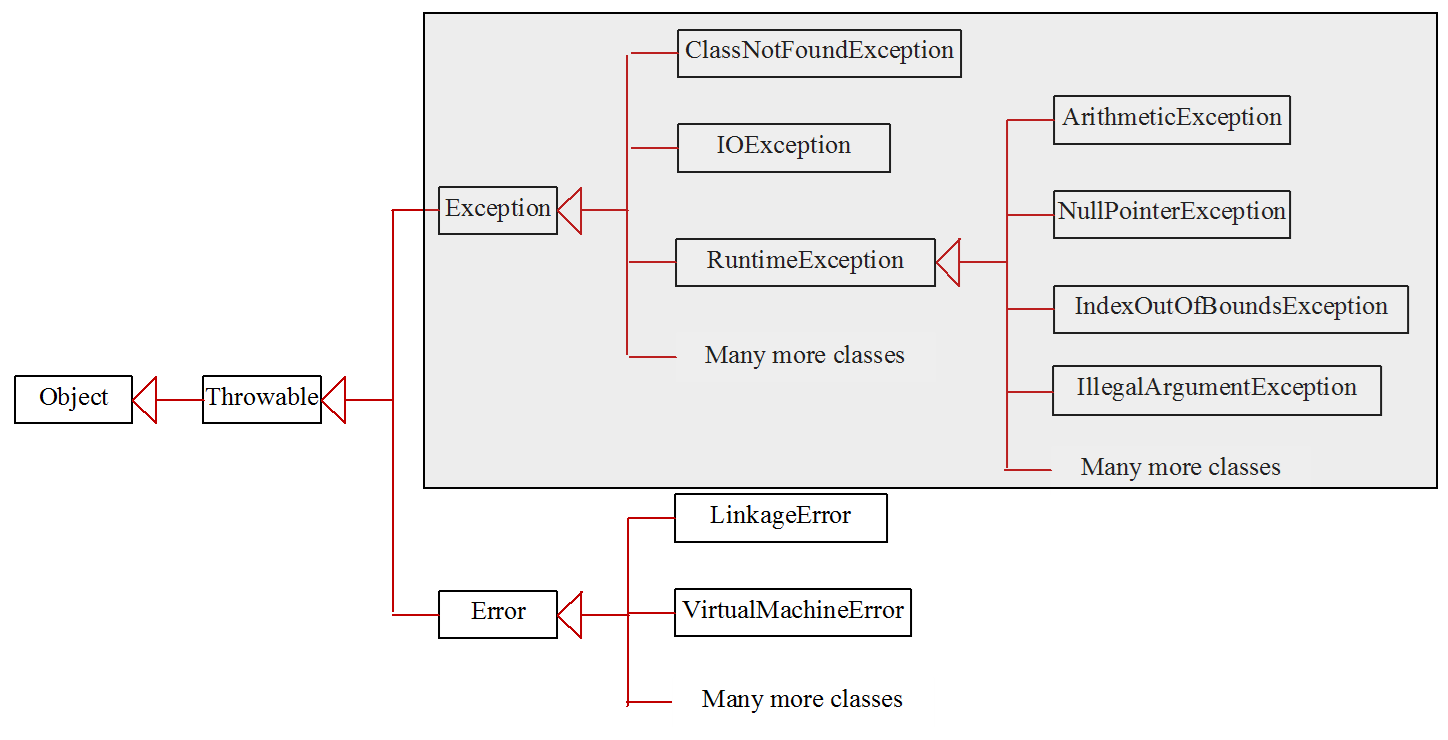 ClassNotFoundException
ArithmeticException
IOException
NullPointerException
Exception
RuntimeException
IndexOutOfBoundsException
Many more classes
IllegalArgumentException
Object
Throwable
Many more classes
LinkageError
Error
VirtualMachineError
Many more classes